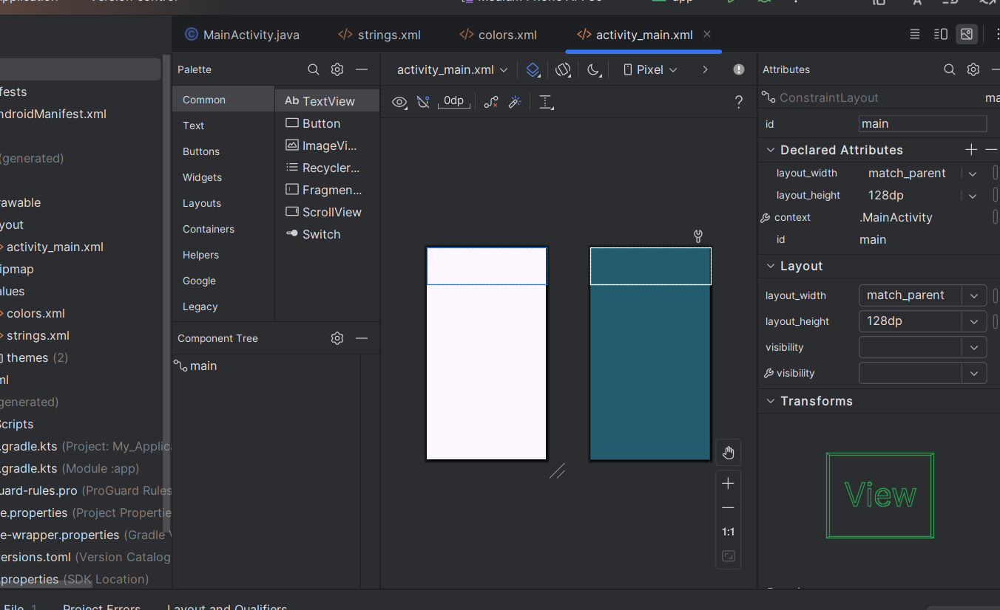 MainActivity.java
strings.xml
colors.xml
activity_main.xml
fests
ndroidManifest.xml
(generated)
rawable
yout
activity_main.xml
ipmap
alues
colors.xml
strings.xml
themes (2)
ml
generated)
Scripts
.gradle.kts (Project: My_Applica
.gradle.kts (Module :app)
uard-rules.pro (ProGuard Rules
e.properties (Project Propertie
e-wrapper.properties (Gradle V
versions.toml (Version Catalog
.properties (SDK Location)
Palette
Common
Text
Buttons
Widgets
Layouts
Containers
Helpers
Google
Legacy
Ab TextView
Button
ImageVi...
Recycler...
Fragmen...
ScrollView
Switch
Component Tree
main
activity_main.xml
Pixel
0dp
?
1:1
Attributes
ConstraintLayout
ma
id
main
Declared Attributes
layout_width match_parent
layout_height 128dp
context .MainActivity
id main
Layout
layout_width match_parent
layout_height 128dp
visibility
visibility
Transforms
View
File 1
Project Errors
Layout and Qualifiers